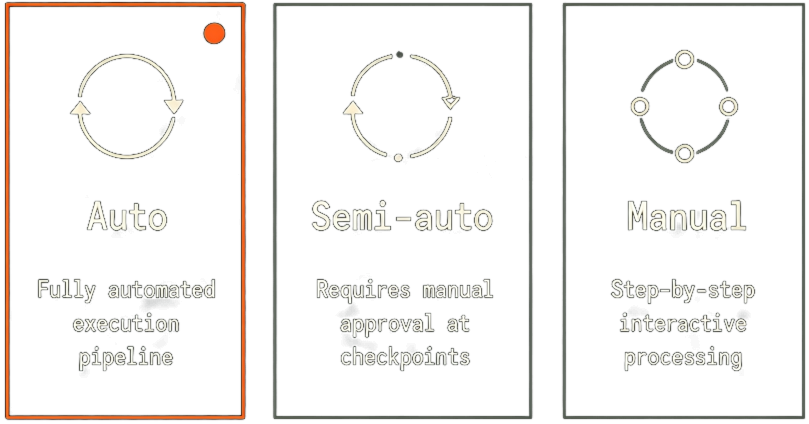 Auto
Fully automated
execution
pipeline
Semi-auto
Requires manual
approval at
checkpoints
Manual
Step-by-step
interactive
processing